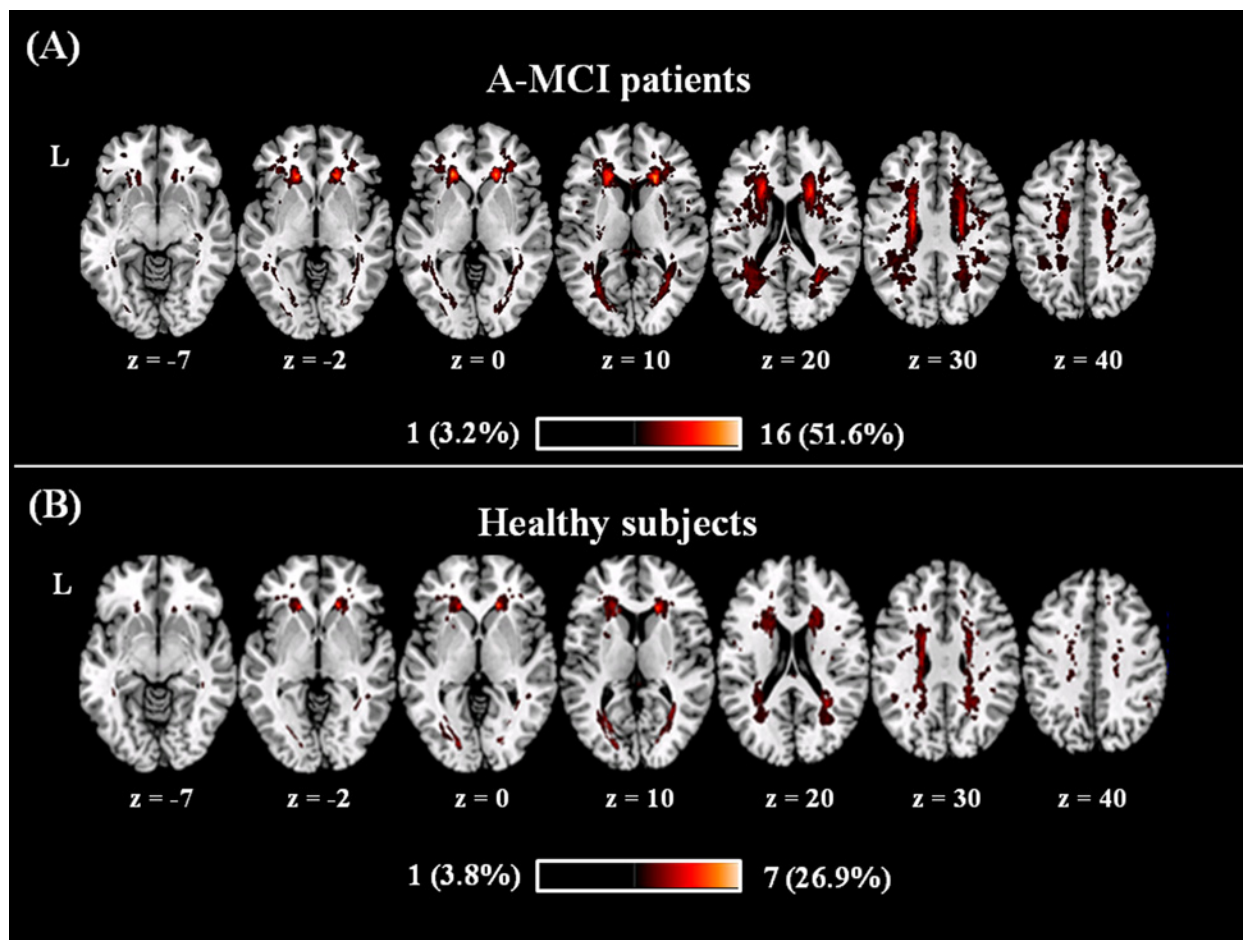 (A)
A-MCI patients
L
z = -7 z = -2 z = 0 z = 10 z = 20 z = 30 z = 40
1 (3.2%) 16 (51.6%)
(B)
Healthy subjects
L
z = -7 z = -2 z = 0 z = 10 z = 20 z = 30 z = 40
1 (3.8%) 7 (26.9%)